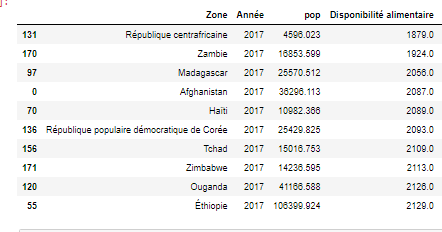 ]:
Zone Année pop Disponibilité alimentaire
131 République centrafricaine 2017 4596.023 1879.0
170 Zambie 2017 16853.599 1924.0
97 Madagascar 2017 25570.512 2056.0
0 Afghanistan 2017 36296.113 2087.0
70 Haïti 2017 10982.366 2089.0
136 République populaire démocratique de Corée 2017 25429.825 2093.0
156 Tchad 2017 15016.753 2109.0
171 Zimbabwe 2017 14236.595 2113.0
120 Ouganda 2017 41166.588 2126.0
55 Éthiopie 2017 106399.924 2129.0